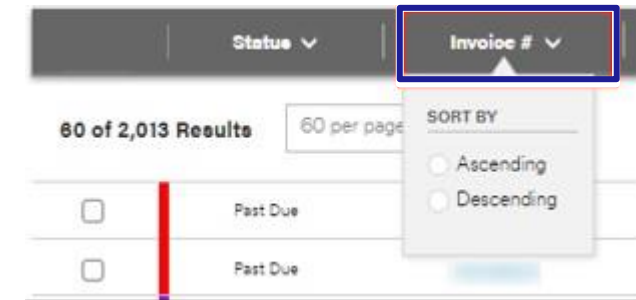 Status Invoice #
60 of 2,013 Results 60 per page SORT BY
Ascending
Descending
Past Due
Past Due